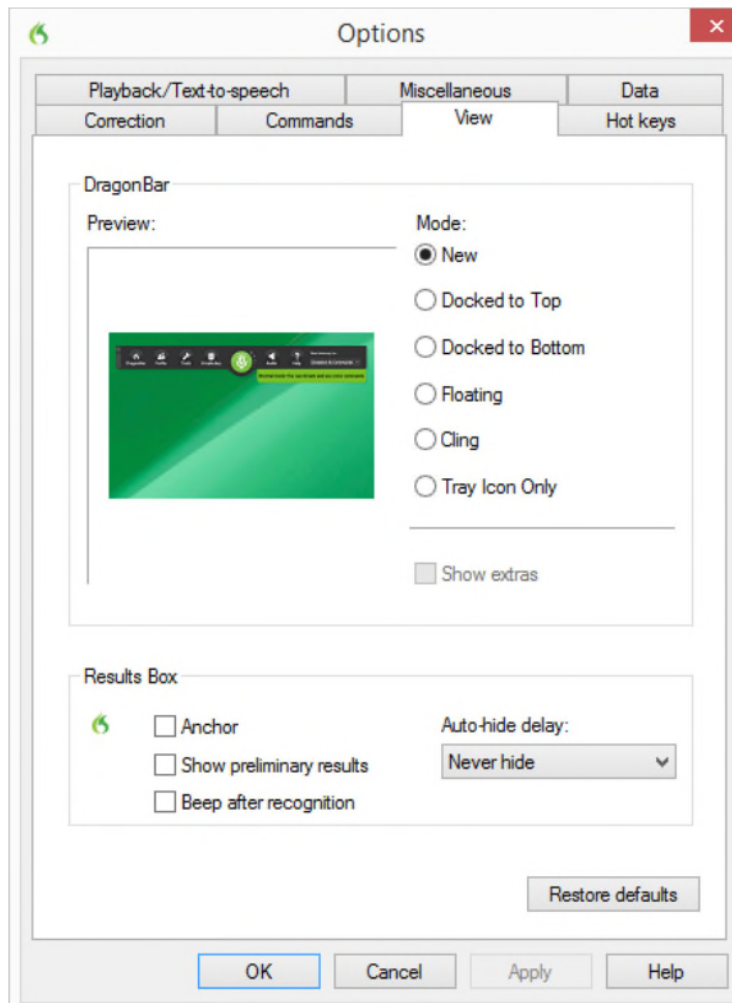 Options
Playback/Text-to-speech Miscellaneous Data
Correction Commands View Hot keys
DragonBar
Preview: Mode:
New
Docked to Top
Docked to Bottom
Floating
Cling
Tray Icon Only
Show extras
Results Box
Anchor Auto-hide delay:
Show preliminary results Never hide
Beep after recognition
Restore defaults
OK Cancel Apply Help